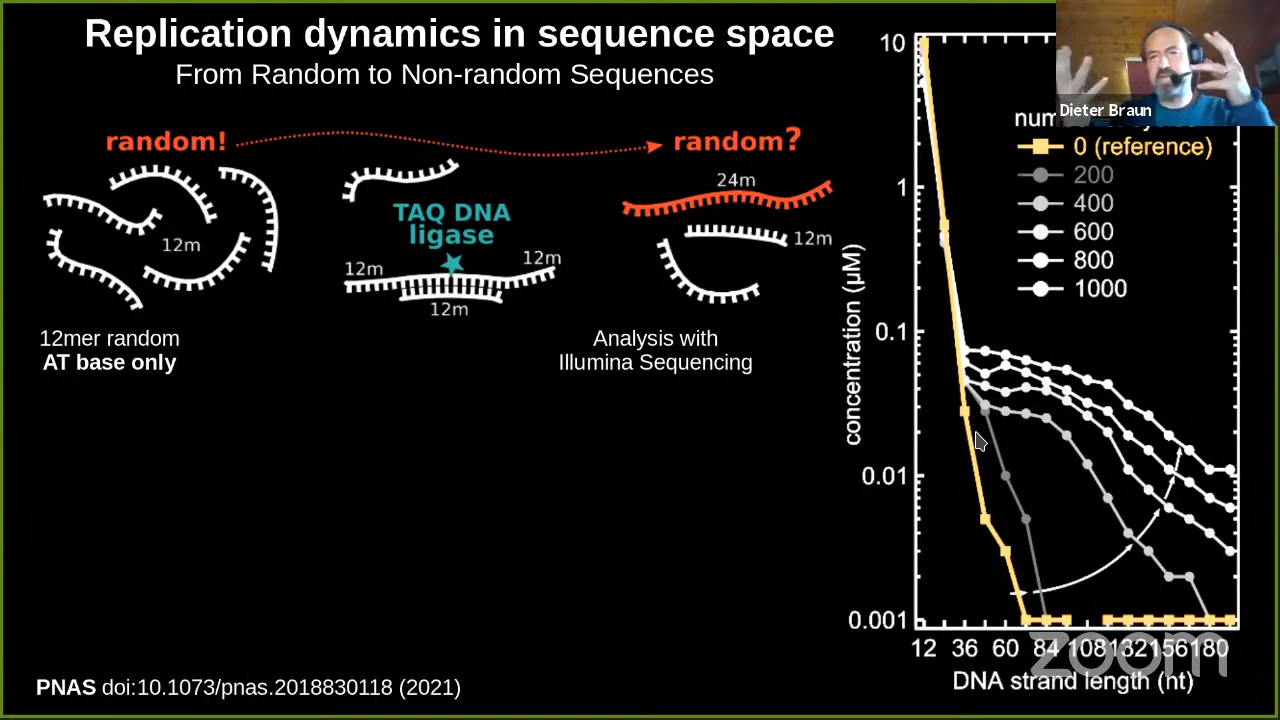 Replication dynamics in sequence space
From Random to Non-random Sequences
random!
random?
24m
12m
TAQ DNA
ligase
12m
12m
12m
12m
12mer random
AT base only
Analysis with
Illumina Sequencing
PNAS doi:10.1073/pnas.2018830118 (2021)
Dieter Braun
0 (reference)
200
400
600
800
1000
concentration (μM)
10
1
0.1
0.01
0.001
12 36 60 84 108 132 156 180
DNA strand length (nt)
zoom